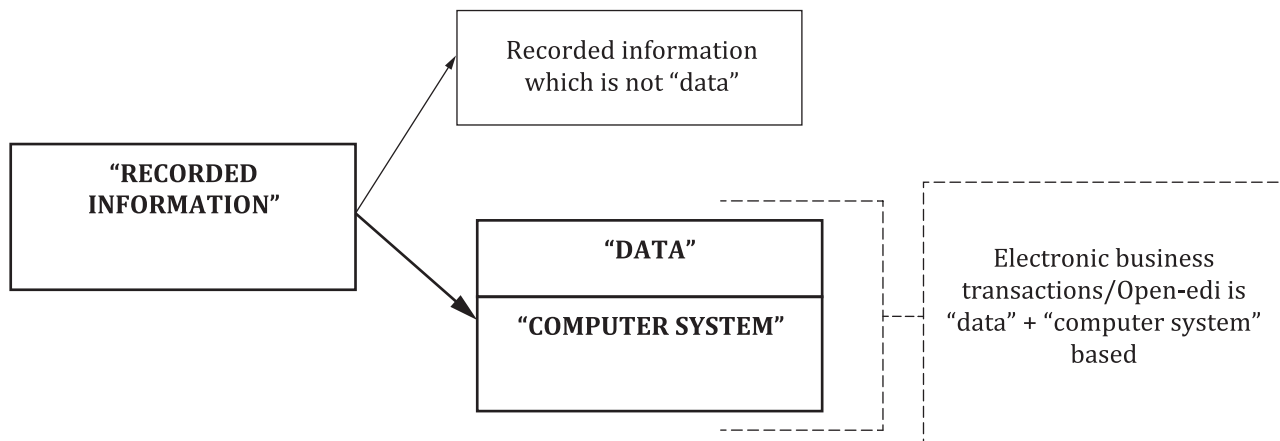 Recorded information
which is not “data”
“RECORDED
INFORMATION”
“DATA”
“COMPUTER SYSTEM”
Electronic business
transactions/Open-edi is
“data” + “computer system”
based